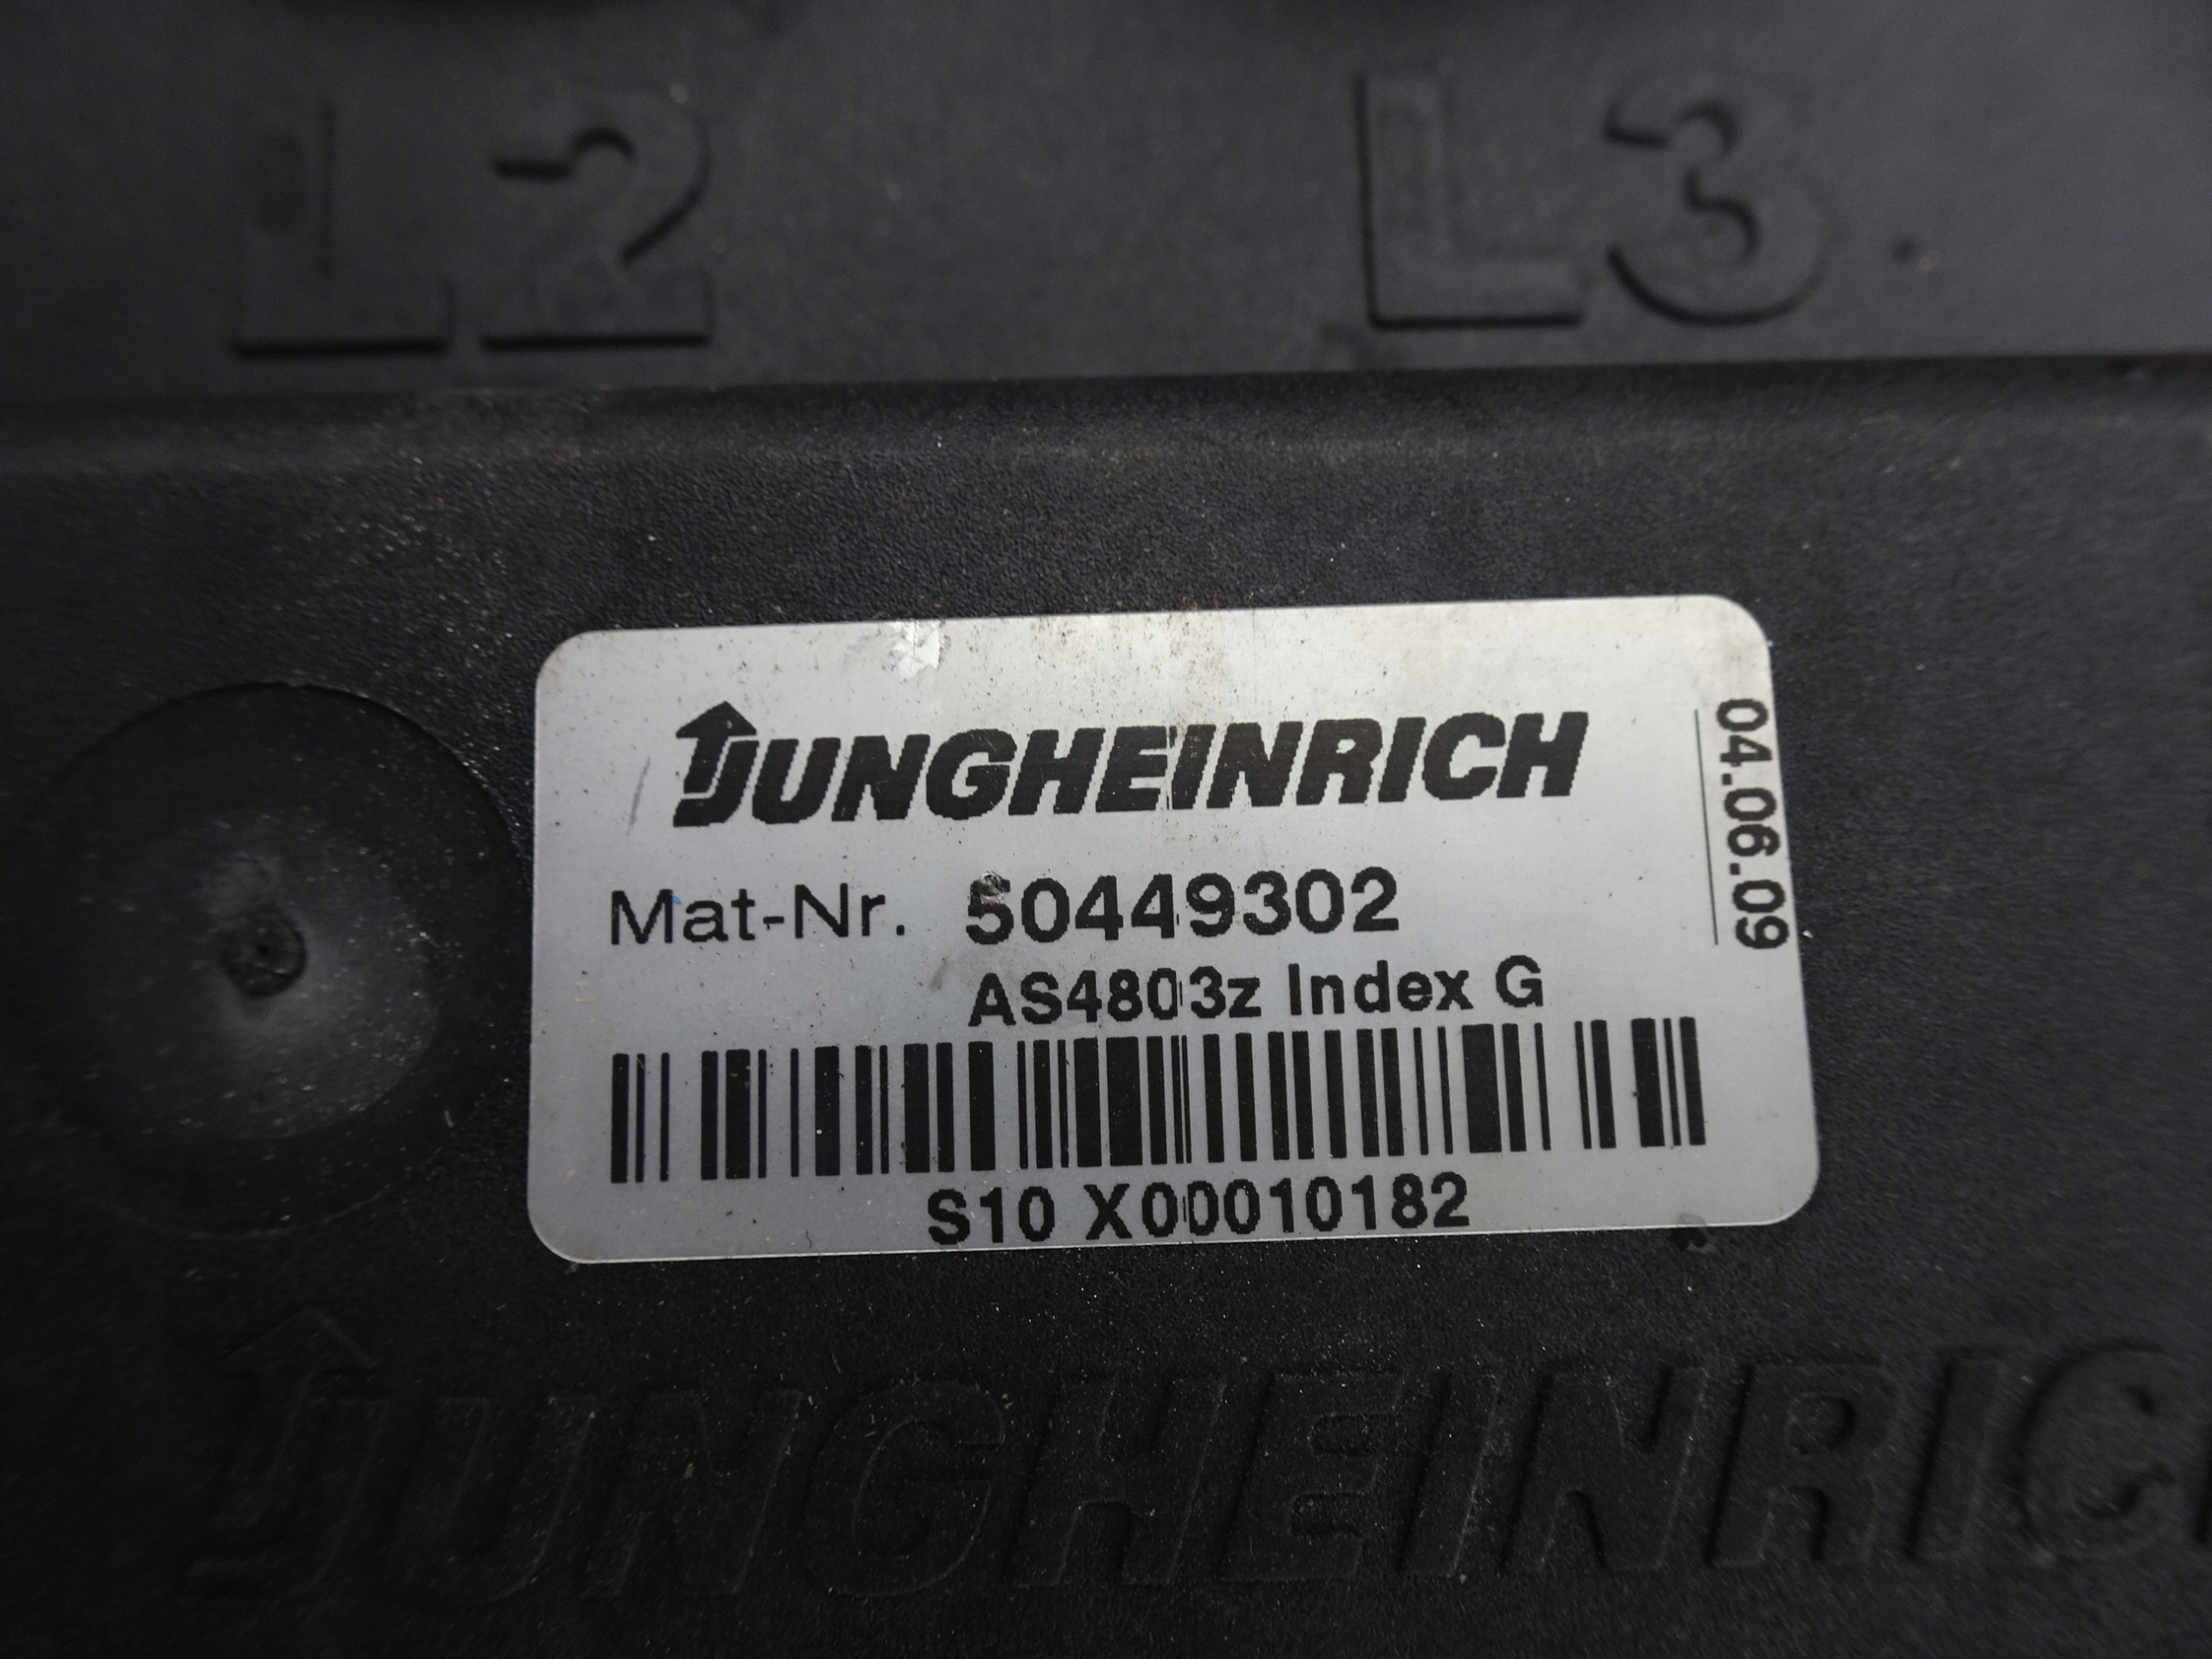 L2
L3
JUNGHEINRICH
04.06.09
Mat-Nr. 50449302
AS4803z Index G
S10 X00010182
JUNGHEINRIC